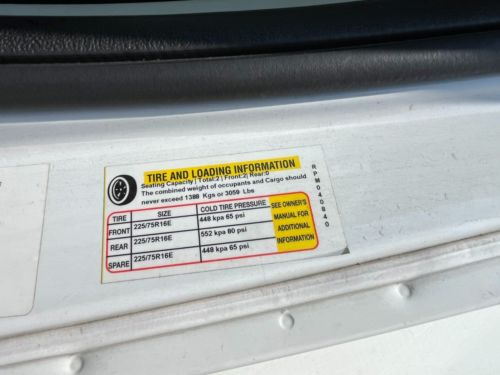 TIRE AND LOADING INFORMATION
Seating Capacity | Total:2 | Front:2| Rear:0
The combined weight of occupants and Cargo should
never exceed 1388 Kgs or 3059 Lbs
TIRE SIZE COLD TIRE PRESSURE
FRONT 225/75R16E 448 kpa 65 psi
REAR 225/75R16E 552 kpa 80 psi
SPARE 225/75R16E 448 kpa 65 psi
SEE OWNER'S
MANUAL FOR
ADDITIONAL
INFORMATION
RPM040840